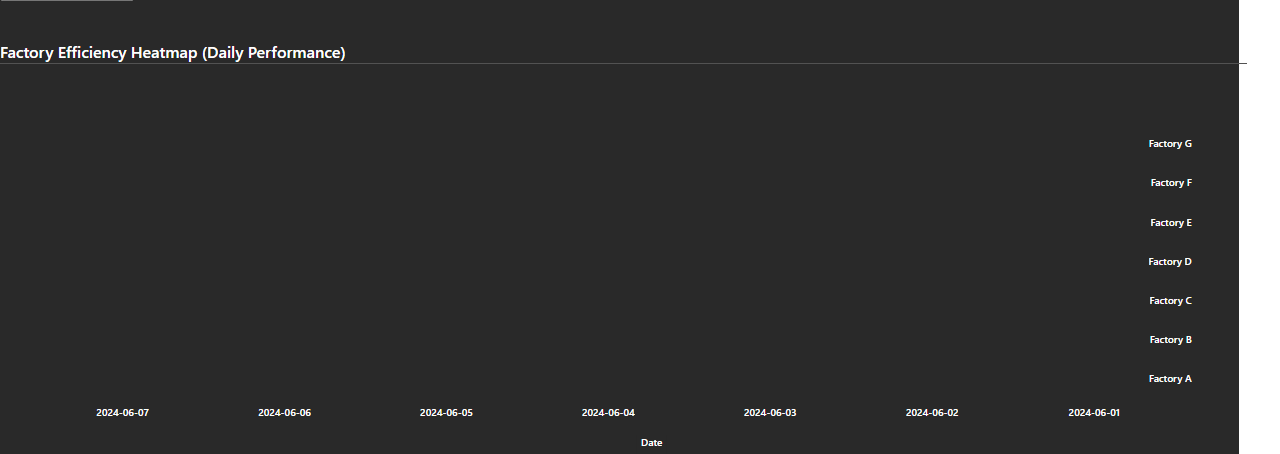 Factory Efficiency Heatmap (Daily Performance)
Factory G
Factory F
Factory E
Factory D
Factory C
Factory B
Factory A
2024-06-07 2024-06-06 2024-06-05 2024-06-04 2024-06-03 2024-06-02 2024-06-01
Date